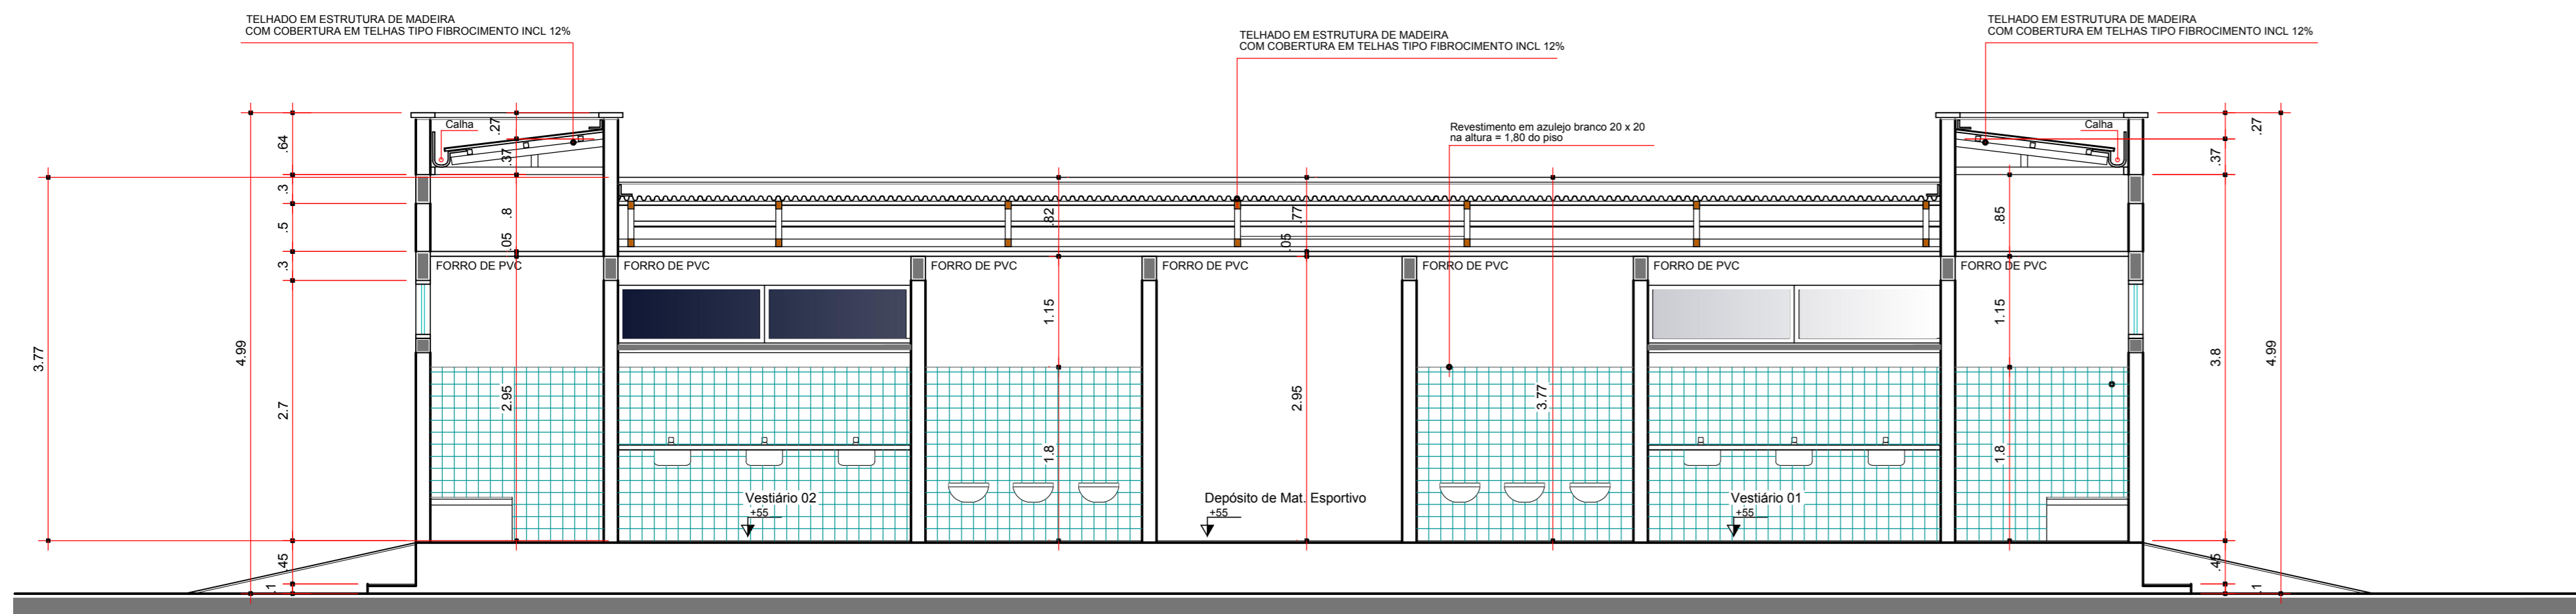 TELHADO EM ESTRUTURA DE MADEIRA
COM COBERTURA EM TELHAS TIPO FIBROCIMENTO INCL 12%
TELHADO EM ESTRUTURA DE MADEIRA
COM COBERTURA EM TELHAS TIPO FIBROCIMENTO INCL 12%
TELHADO EM ESTRUTURA DE MADEIRA
COM COBERTURA EM TELHAS TIPO FIBROCIMENTO INCL 12%
Revestimento em azulejo branco 20 x 20
na altura = 1,80 do piso
Calha
Calha
FORRO DE PVC
FORRO DE PVC
FORRO DE PVC
FORRO DE PVC
FORRO DE PVC
FORRO DE PVC
FORRO DE PVC
Vestiário 02
+55
Depósito de Mat. Esportivo
+55
Vestiário 01
+55
3.77
4.99
.64
.3
.5
.3
2.7
.45
.1
.27
.37
.8
.05
2.95
.82
1.15
1.8
.77
.05
2.95
3.77
.85
1.15
1.8
.37
3.8
.45
.27
4.99
.1